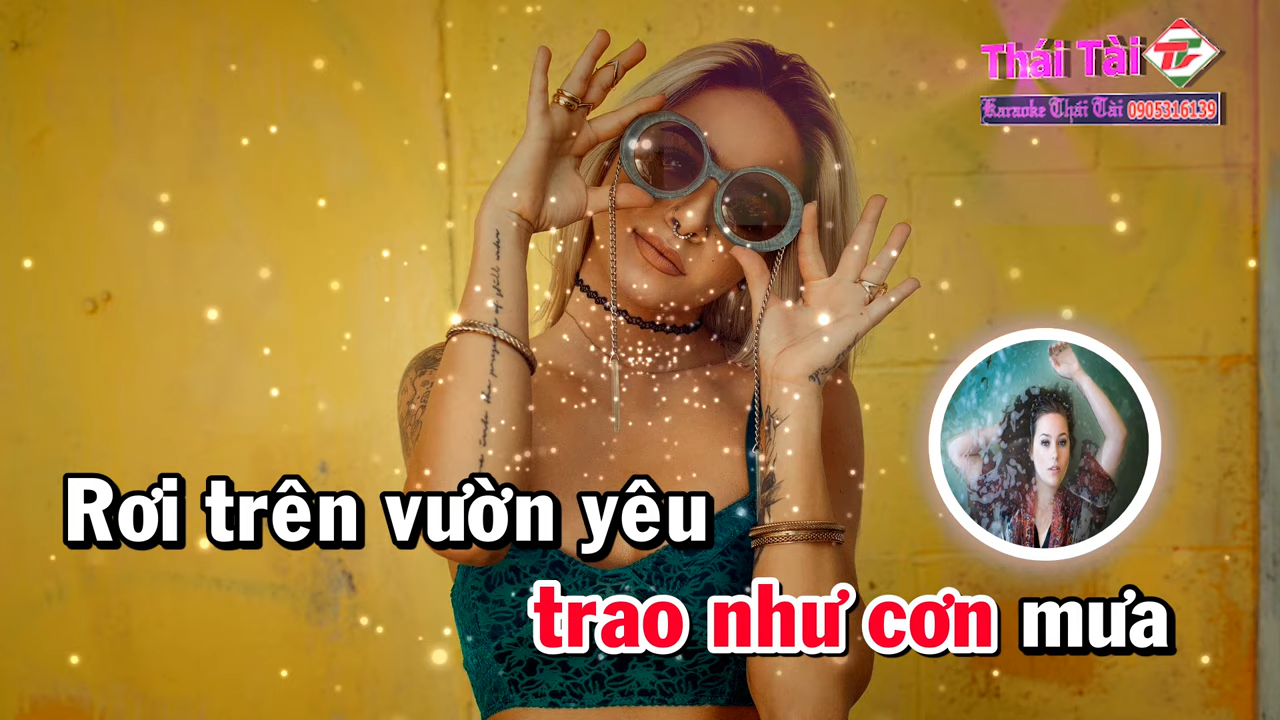 Thái Tài
Karaoke Thái Tài 0905316139
Rơi trên vườn yêu
trao như cơn mưa